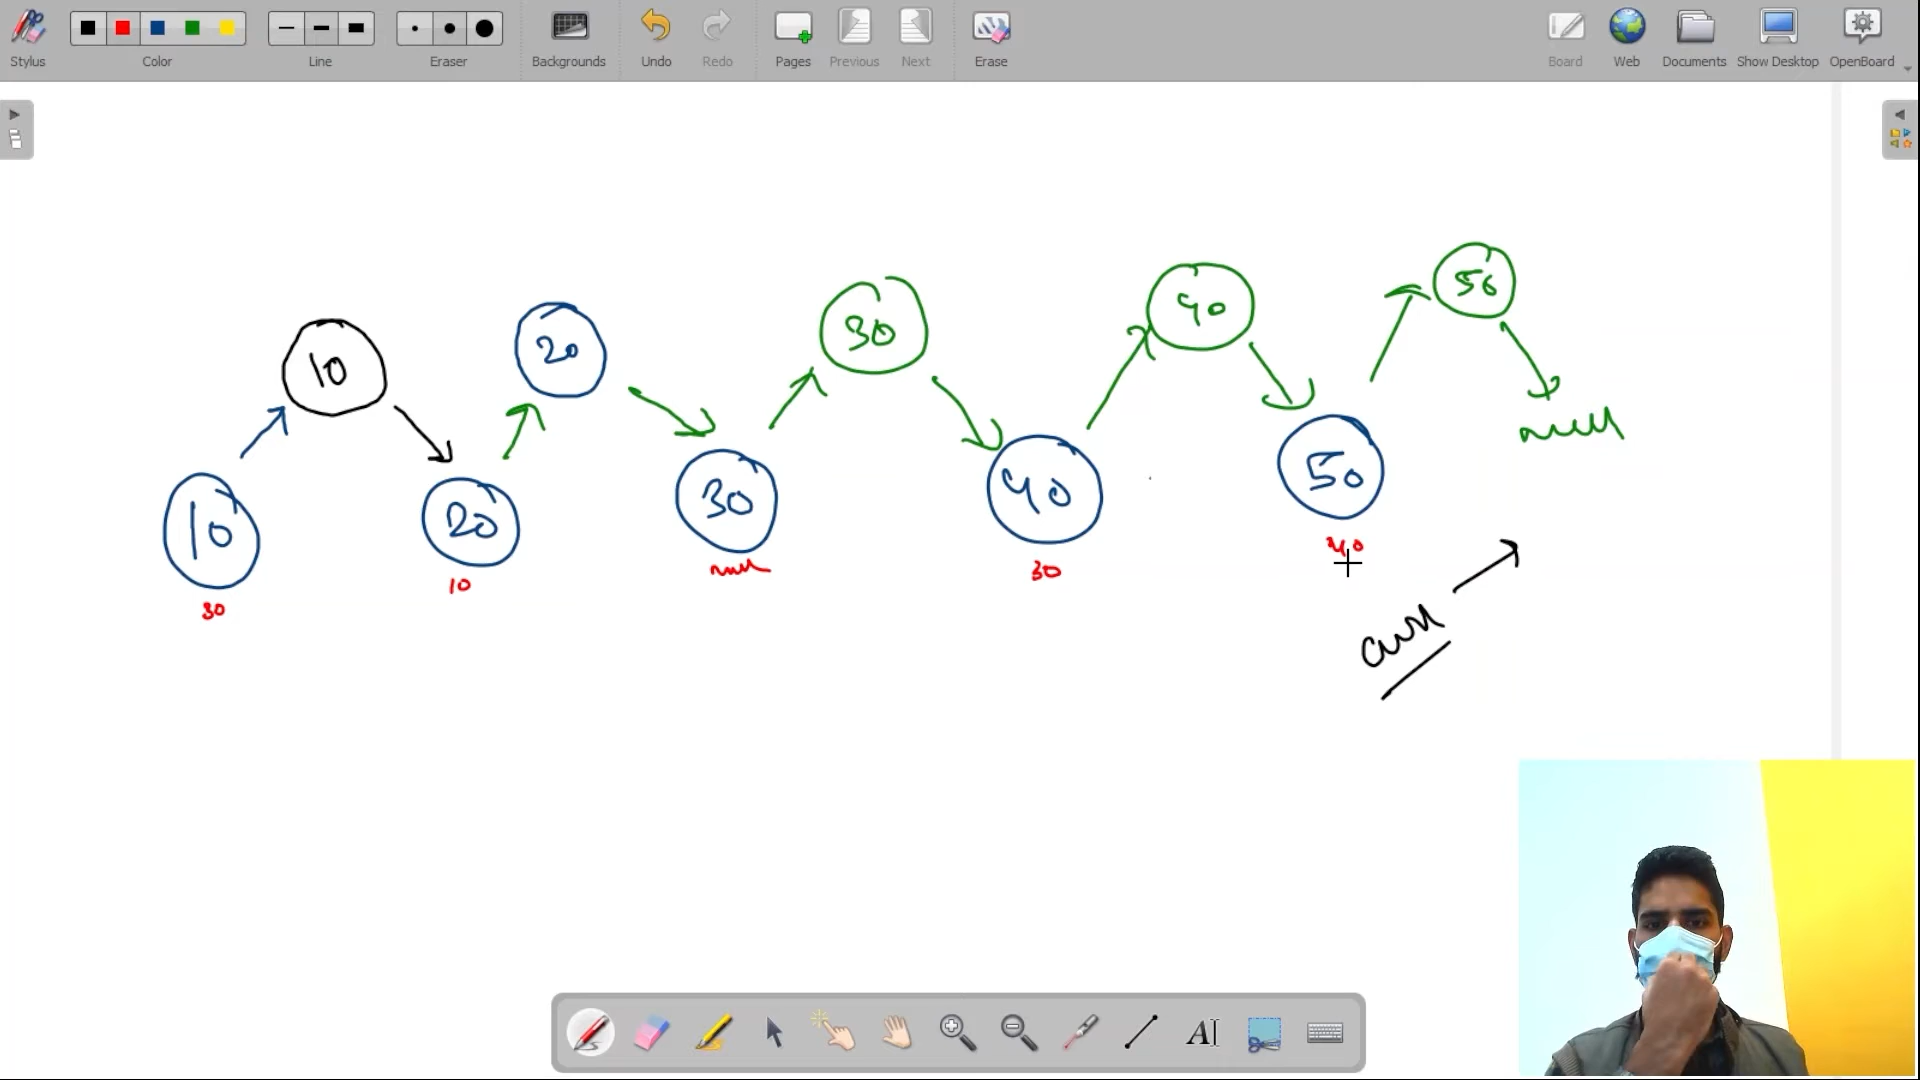 Stylus Color Line Eraser Backgrounds Undo Redo Pages Previous Next Erase Board Web Documents Show Desktop OpenBoard
10 20 30 40 50
null
10 20 30 40 50
30 10 null 30 40
curr
AI